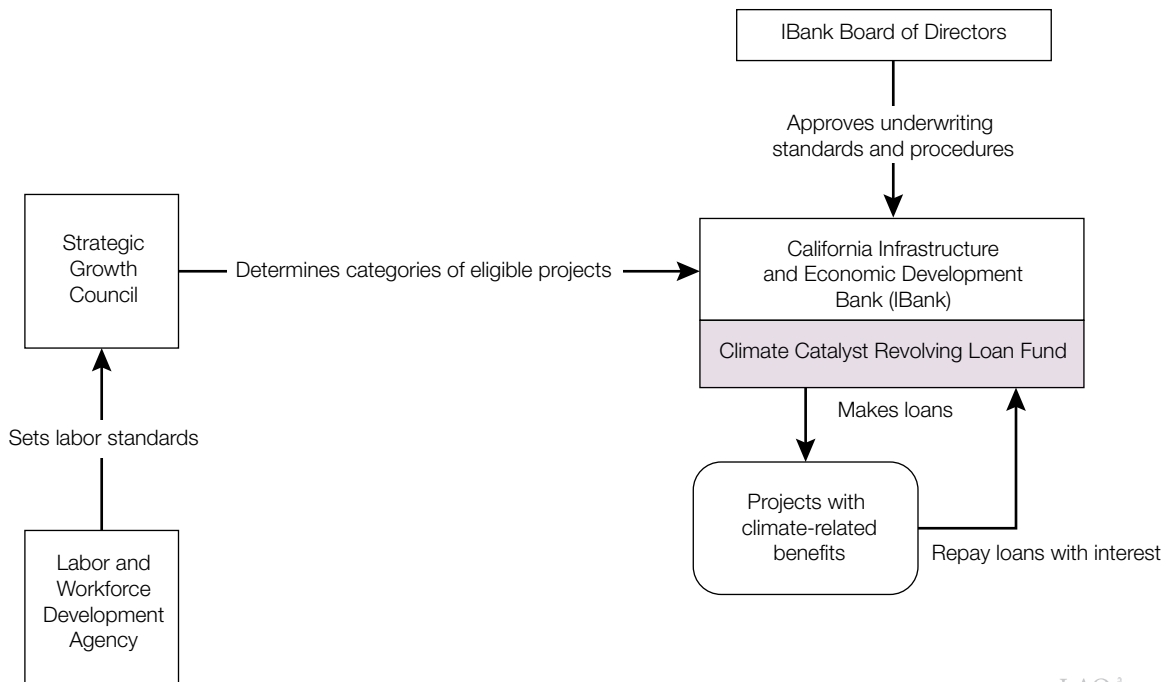 IBank Board of Directors
Approves underwriting
standards and procedures
Strategic
Growth
Council
Determines categories of eligible projects
California Infrastructure
and Economic Development
Bank (IBank)
Climate Catalyst Revolving Loan Fund
Makes loans
Sets labor standards
Projects with
climate-related
benefits
Repay loans with interest
Labor and
Workforce
Development
Agency